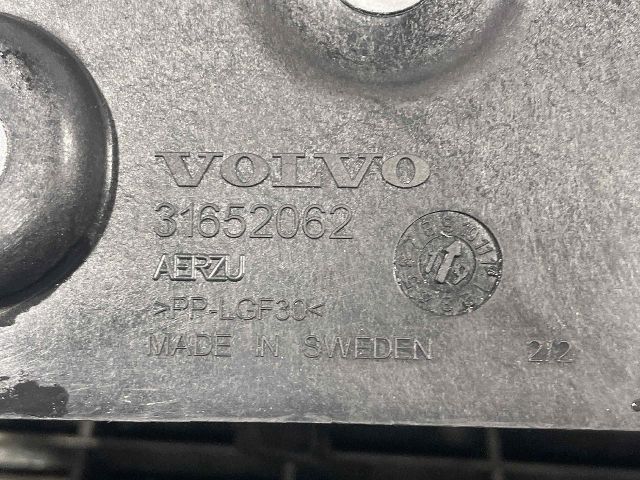 VOLVO
31652062
AERZU
>PP-LGF30<
MADE IN SWEDEN 2/2